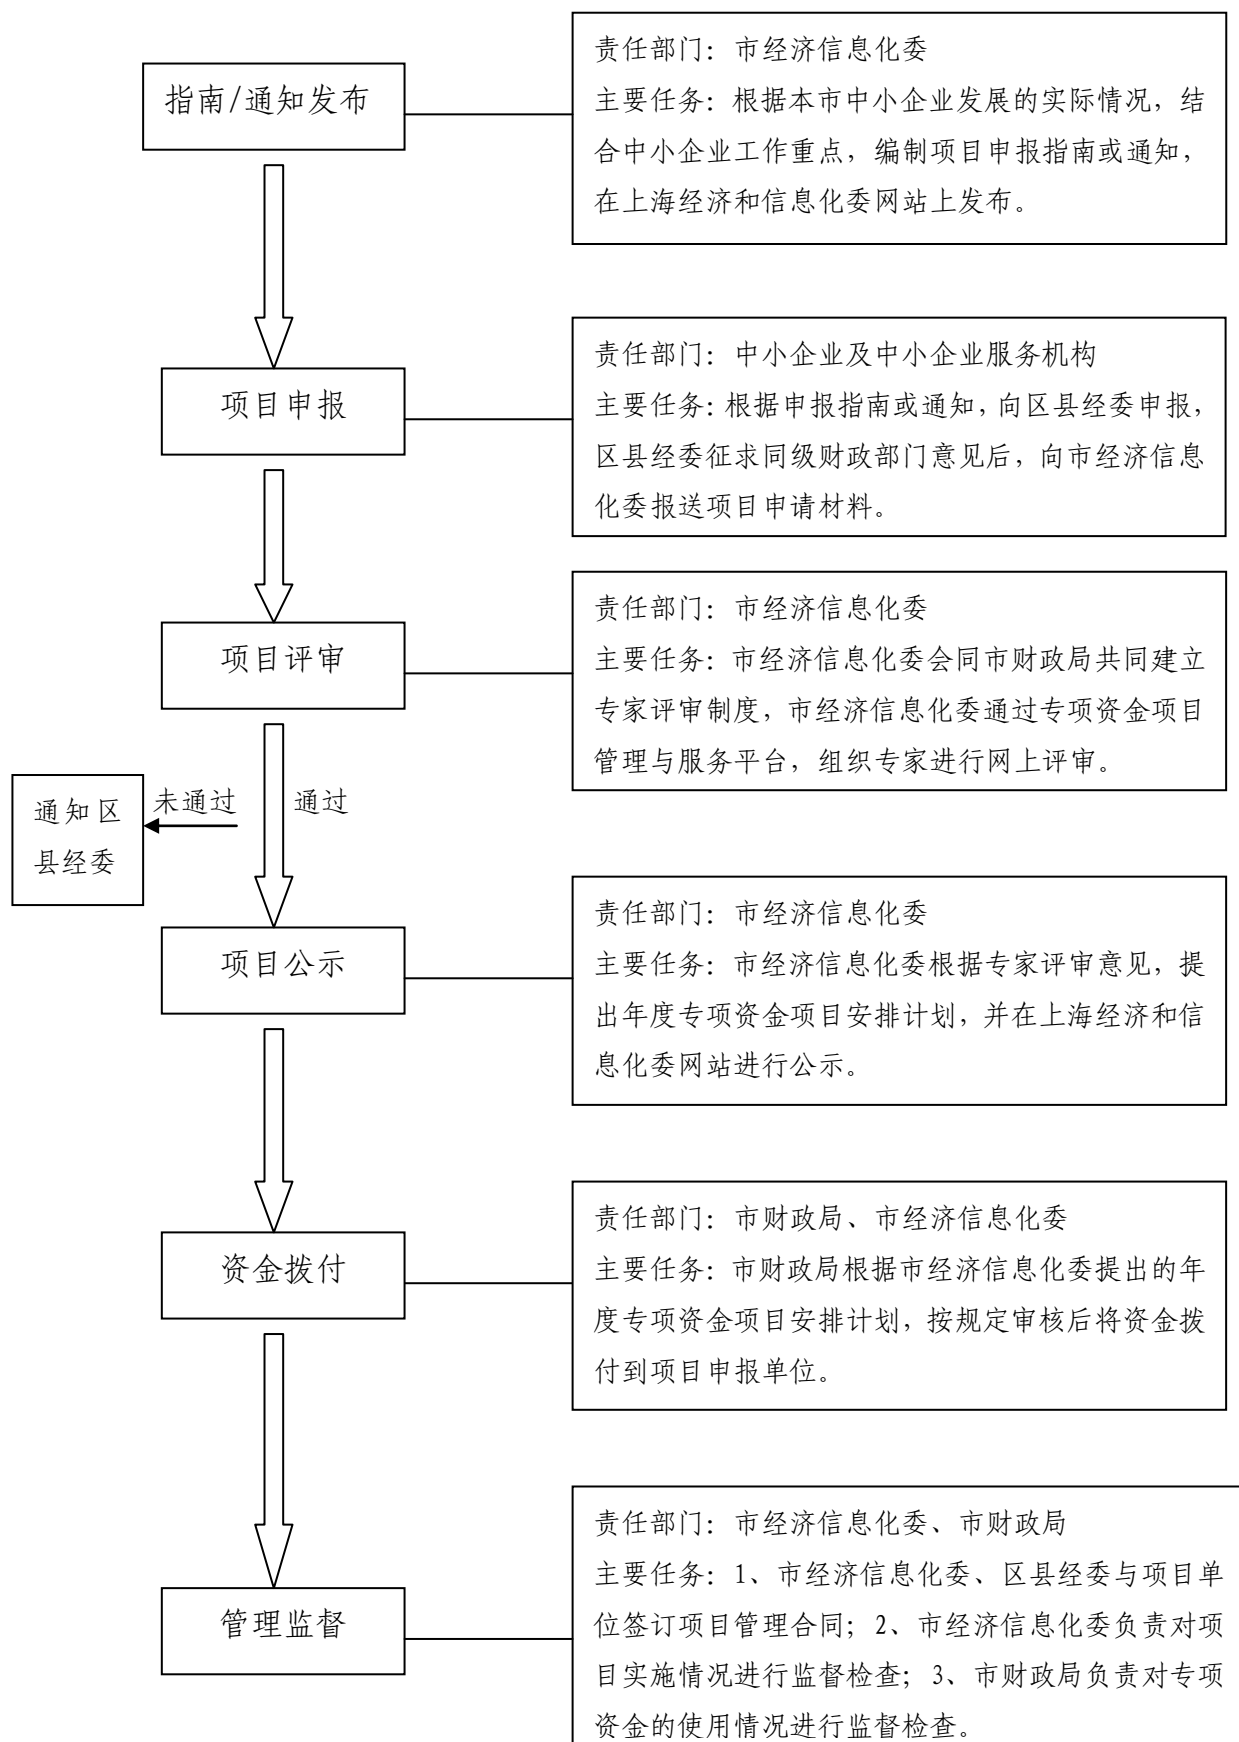 指南/通知发布
责任部门：市经济信息化委
主要任务：根据本市中小企业发展的实际情况，结
合中小企业工作重点，编制项目申报指南或通知，
在上海经济和信息化委网站上发布。
项目申报
责任部门：中小企业及中小企业服务机构
主要任务：根据申报指南或通知，向区县经委申报，
区县经委征求同级财政部门意见后，向市经济信息
化委报送项目申请材料。
项目评审
责任部门：市经济信息化委
主要任务：市经济信息化委会同市财政局共同建立
专家评审制度，市经济信息化委通过专项资金项目
管理与服务平台，组织专家进行网上评审。
通知区
县经委
未通过
通过
项目公示
责任部门：市经济信息化委
主要任务：市经济信息化委根据专家评审意见，提
出年度专项资金项目安排计划，并在上海经济和信
息化委网站进行公示。
资金拨付
责任部门：市财政局、市经济信息化委
主要任务：市财政局根据市经济信息化委提出的年
度专项资金项目安排计划，按规定审核后将资金拨
付到项目申报单位。
管理监督
责任部门：市经济信息化委、市财政局
主要任务：1、市经济信息化委、区县经委与项目单
位签订项目管理合同；2、市经济信息化委负责对项
目实施情况进行监督检查；3、市财政局负责对专项
资金的使用情况进行监督检查。